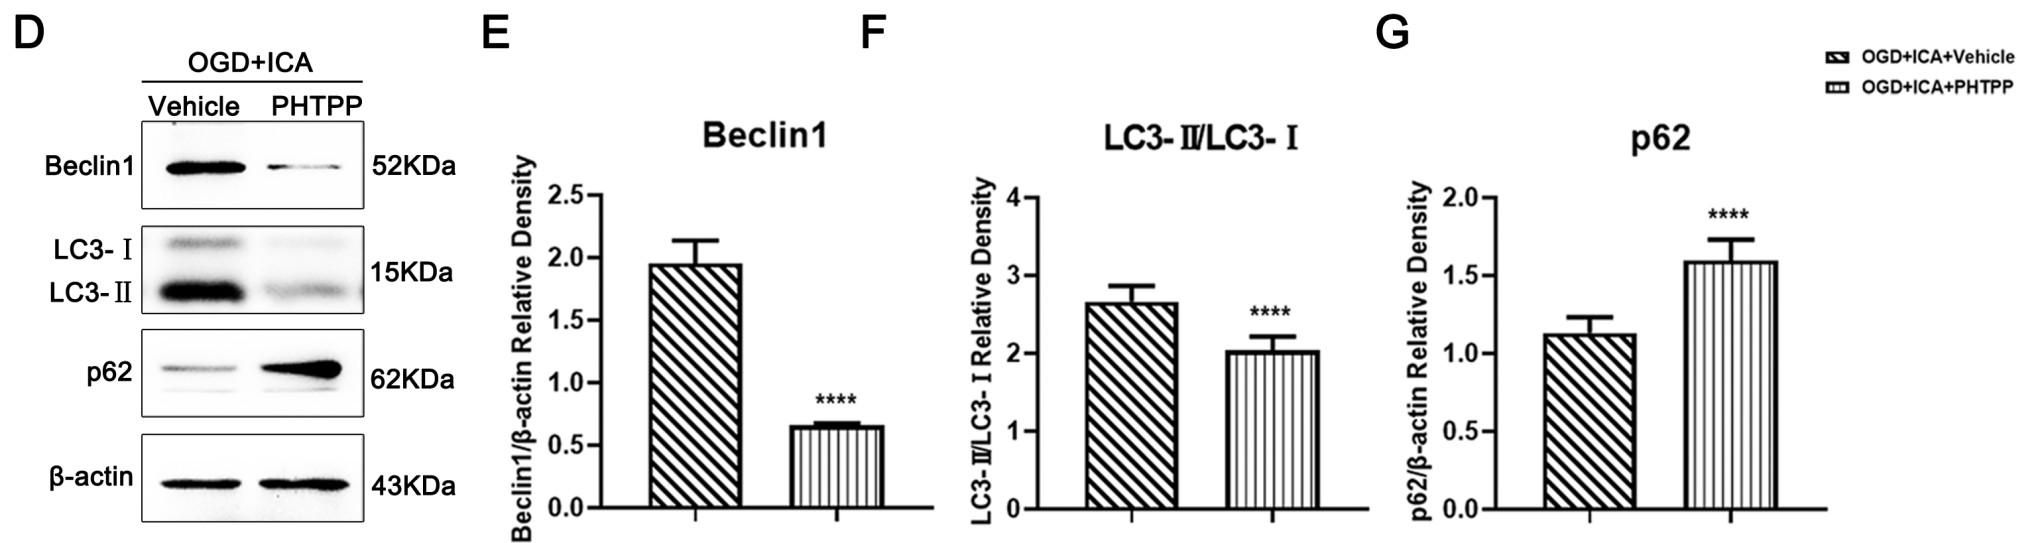 D
OGD+ICA
Vehicle PHTPP
Beclin1 52KDa
LC3-Ⅰ
15KDa
LC3-Ⅱ
p62 62KDa
β-actin 43KDa
E
Beclin1
Beclin1/β-actin Relative Density
2.5
2.0
1.5
1.0
0.5
0.0
****
F
LC3-Ⅱ/LC3-Ⅰ
LC3-Ⅱ/LC3-Ⅰ Relative Density
4
3
2
1
0
****
G
p62
p62/β-actin Relative Density
2.0
1.5
1.0
0.5
0.0
****
OGD+ICA+Vehicle
OGD+ICA+PHTPP